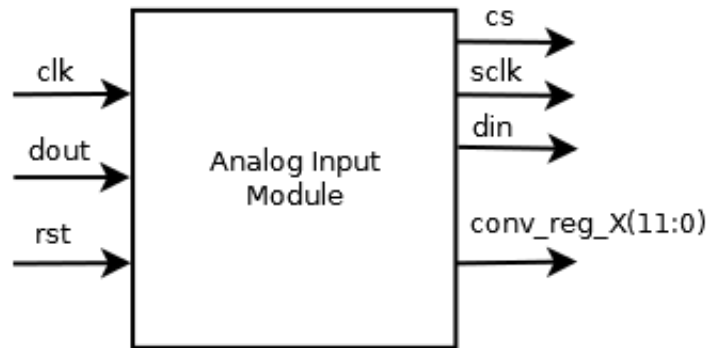 cs
clk
sclk
din
dout
Analog Input
Module
rst
conv_reg_X(11:0)